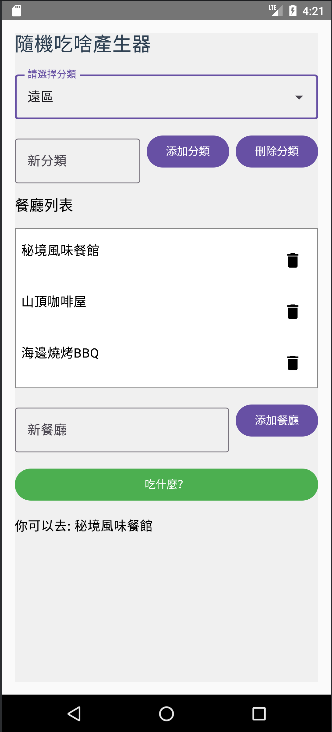 LTE 4:21
隨機吃啥產生器
請選擇分類
遠區
新分類
添加分類
刪除分類
餐廳列表
秘境風味餐館
山頂咖啡屋
海邊燒烤BBQ
新餐廳
添加餐廳
吃什麼?
你可以去: 秘境風味餐館